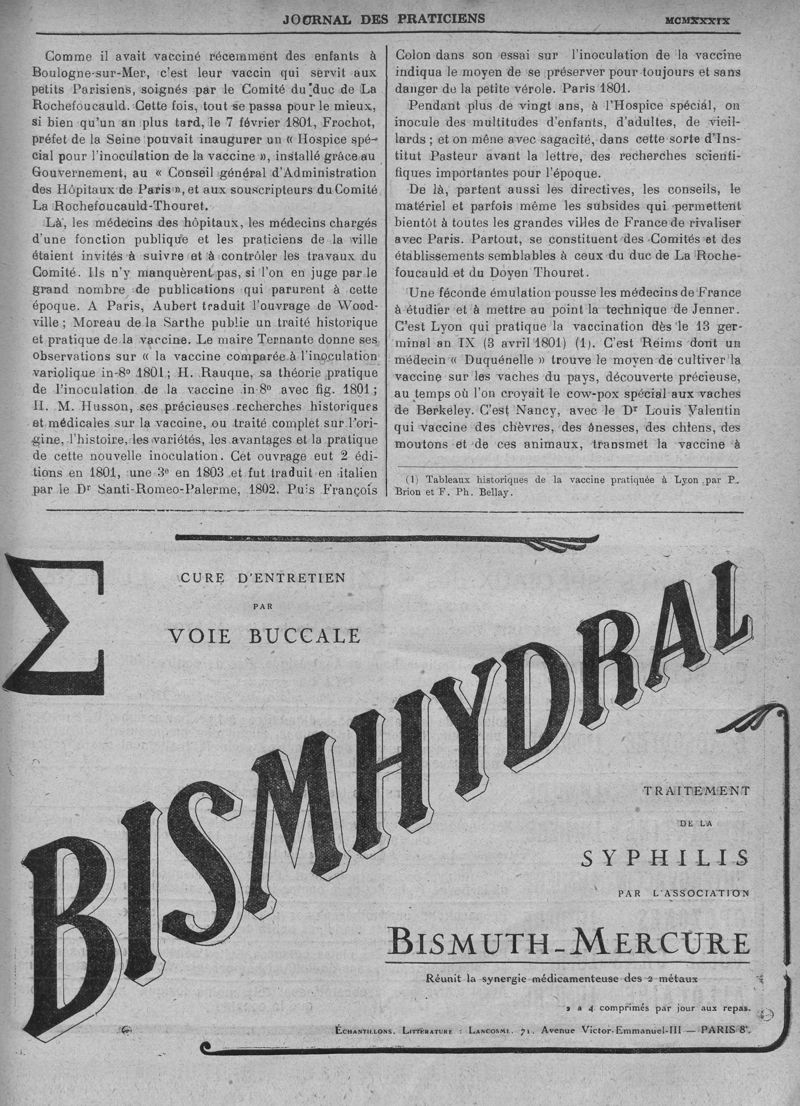 JOURNAL DES PRATICIENS
MCMXXXIX
Comme il avait vacciné récemment des enfants à
Boulogne-sur-Mer, c'est leur vaccin qui servit aux
petits Parisiens, soignés par le Comité du duc de La
Rochefoucauld. Cette fois, tout se passa pour le mieux,
si bien qu'un an plus tard, le 7 février 1801, Frochot,
préfet de la Seine pouvait inaugurer un « Hospice spé-
cial pour l'inoculation de la vaccine », installé grâce au
Gouvernement, au « Conseil général d'Administration
des Hôpitaux de Paris », et aux souscripteurs du Comité
La Rochefoucauld-Thouret.
Là, les médecins des hôpitaux, les médecins chargés
d'une fonction publique et les praticiens de la ville
étaient invités à suivre et à contrôler les travaux du
Comité. Ils n'y manquèrent pas, si l'on en juge par le
grand nombre de publications qui parurent à cette
époque. A Paris, Aubert traduit l'ouvrage de Wood-
ville ; Moreau de la Sarthe publie un traité historique
et pratique de la vaccine. Le maire Ternante donne ses
observations sur « la vaccine comparée à l'inoculation
variolique in-8° 1801 ; H. Rauque, sa théorie pratique
de l'inoculation de la vaccine in-8° avec fig. 1801 ;
H. M. Husson, ses précieuses recherches historiques
et médicales sur la vaccine, ou traité complet sur l'ori-
gine, l'histoire, les variétés, les avantages et la pratique
de cette nouvelle inoculation. Cet ouvrage eut 2 édi-
tions en 1801, une 3e en 1803 et fut traduit en italien
par le Dr Santi-Romeo-Palerme, 1802. Puis François
Colon dans son essai sur l'inoculation de la vaccine
indiqua le moyen de se préserver pour toujours et sans
danger de la petite vérole. Paris 1801.
Pendant plus de vingt ans, à l'Hospice spécial, on
inocule des multitudes d'enfants, d'adultes, de vieil-
lards ; et on mène avec sagacité, dans cette sorte d'Ins-
titut Pasteur avant la lettre, des recherches scienti-
fiques importantes pour l'époque.
De là, partent aussi les directives, les conseils, le
matériel et parfois même les subsides qui permettent
bientôt à toutes les grandes villes de France de rivaliser
avec Paris. Partout, se constituent des Comités et des
établissements semblables à ceux du duc de La Roche-
foucauld et du Doyen Thouret.
Une féconde émulation pousse les médecins de France
à étudier et à mettre au point la technique de Jenner.
C'est Lyon qui pratique la vaccination dès le 13 ger-
minal an IX (3 avril 1801) (1). C'est Reims dont un
médecin « Duquénelle » trouve le moyen de cultiver la
vaccine sur les vaches du pays, découverte précieuse,
au temps où l'on croyait le cow-pox spécial aux vaches
de Berkeley. C'est Nancy, avec le Dr Louis Valentin
qui vaccine des chèvres, des ânesses, des chiens, des
moutons et de ces animaux, transmet la vaccine à
(1) Tableaux historiques de la vaccine pratiquée à Lyon par P.
Brion et F. Ph. Bellay.
Σ
CURE D'ENTRETIEN
PAR
VOIE BUCCALE
BISMHYDRAL
TRAITEMENT
DE LA
SYPHILIS
PAR L'ASSOCIATION
BISMUTH-MERCURE
Réunit la synergie médicamenteuse des 2 métaux
2 a 4 comprimés par jour aux repas.
ÉCHANTILLONS, LITTÉRATURE : LANCOSME, 71, Avenue Victor-Emmanuel-III — PARIS 8e.